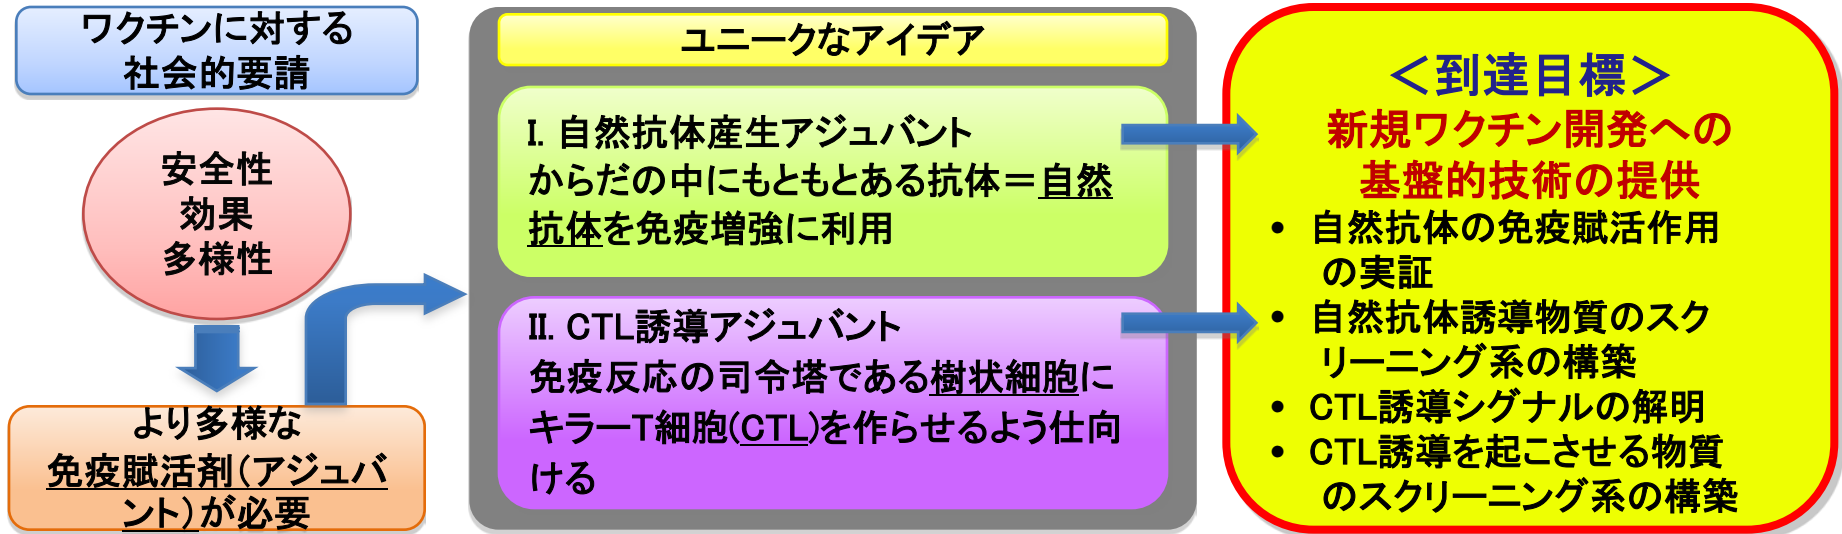 ワクチンに対する
社会的要請
安全性
効果
多様性
より多様な
免疫賦活剤(アジュバ
ント)が必要
ユニークなアイデア
I. 自然抗体産生アジュバント
からだの中にもともとある抗体=自然
抗体を免疫増強に利用
II. CTL誘導アジュバント
免疫反応の司令塔である樹状細胞に
キラーT細胞(CTL)を作らせるよう仕向
ける
<到達目標>
新規ワクチン開発への
基盤的技術の提供
• 自然抗体の免疫賦活作用
の実証
• 自然抗体誘導物質のスク
リーニング系の構築
• CTL誘導シグナルの解明
• CTL誘導を起こさせる物質
のスクリーニング系の構築